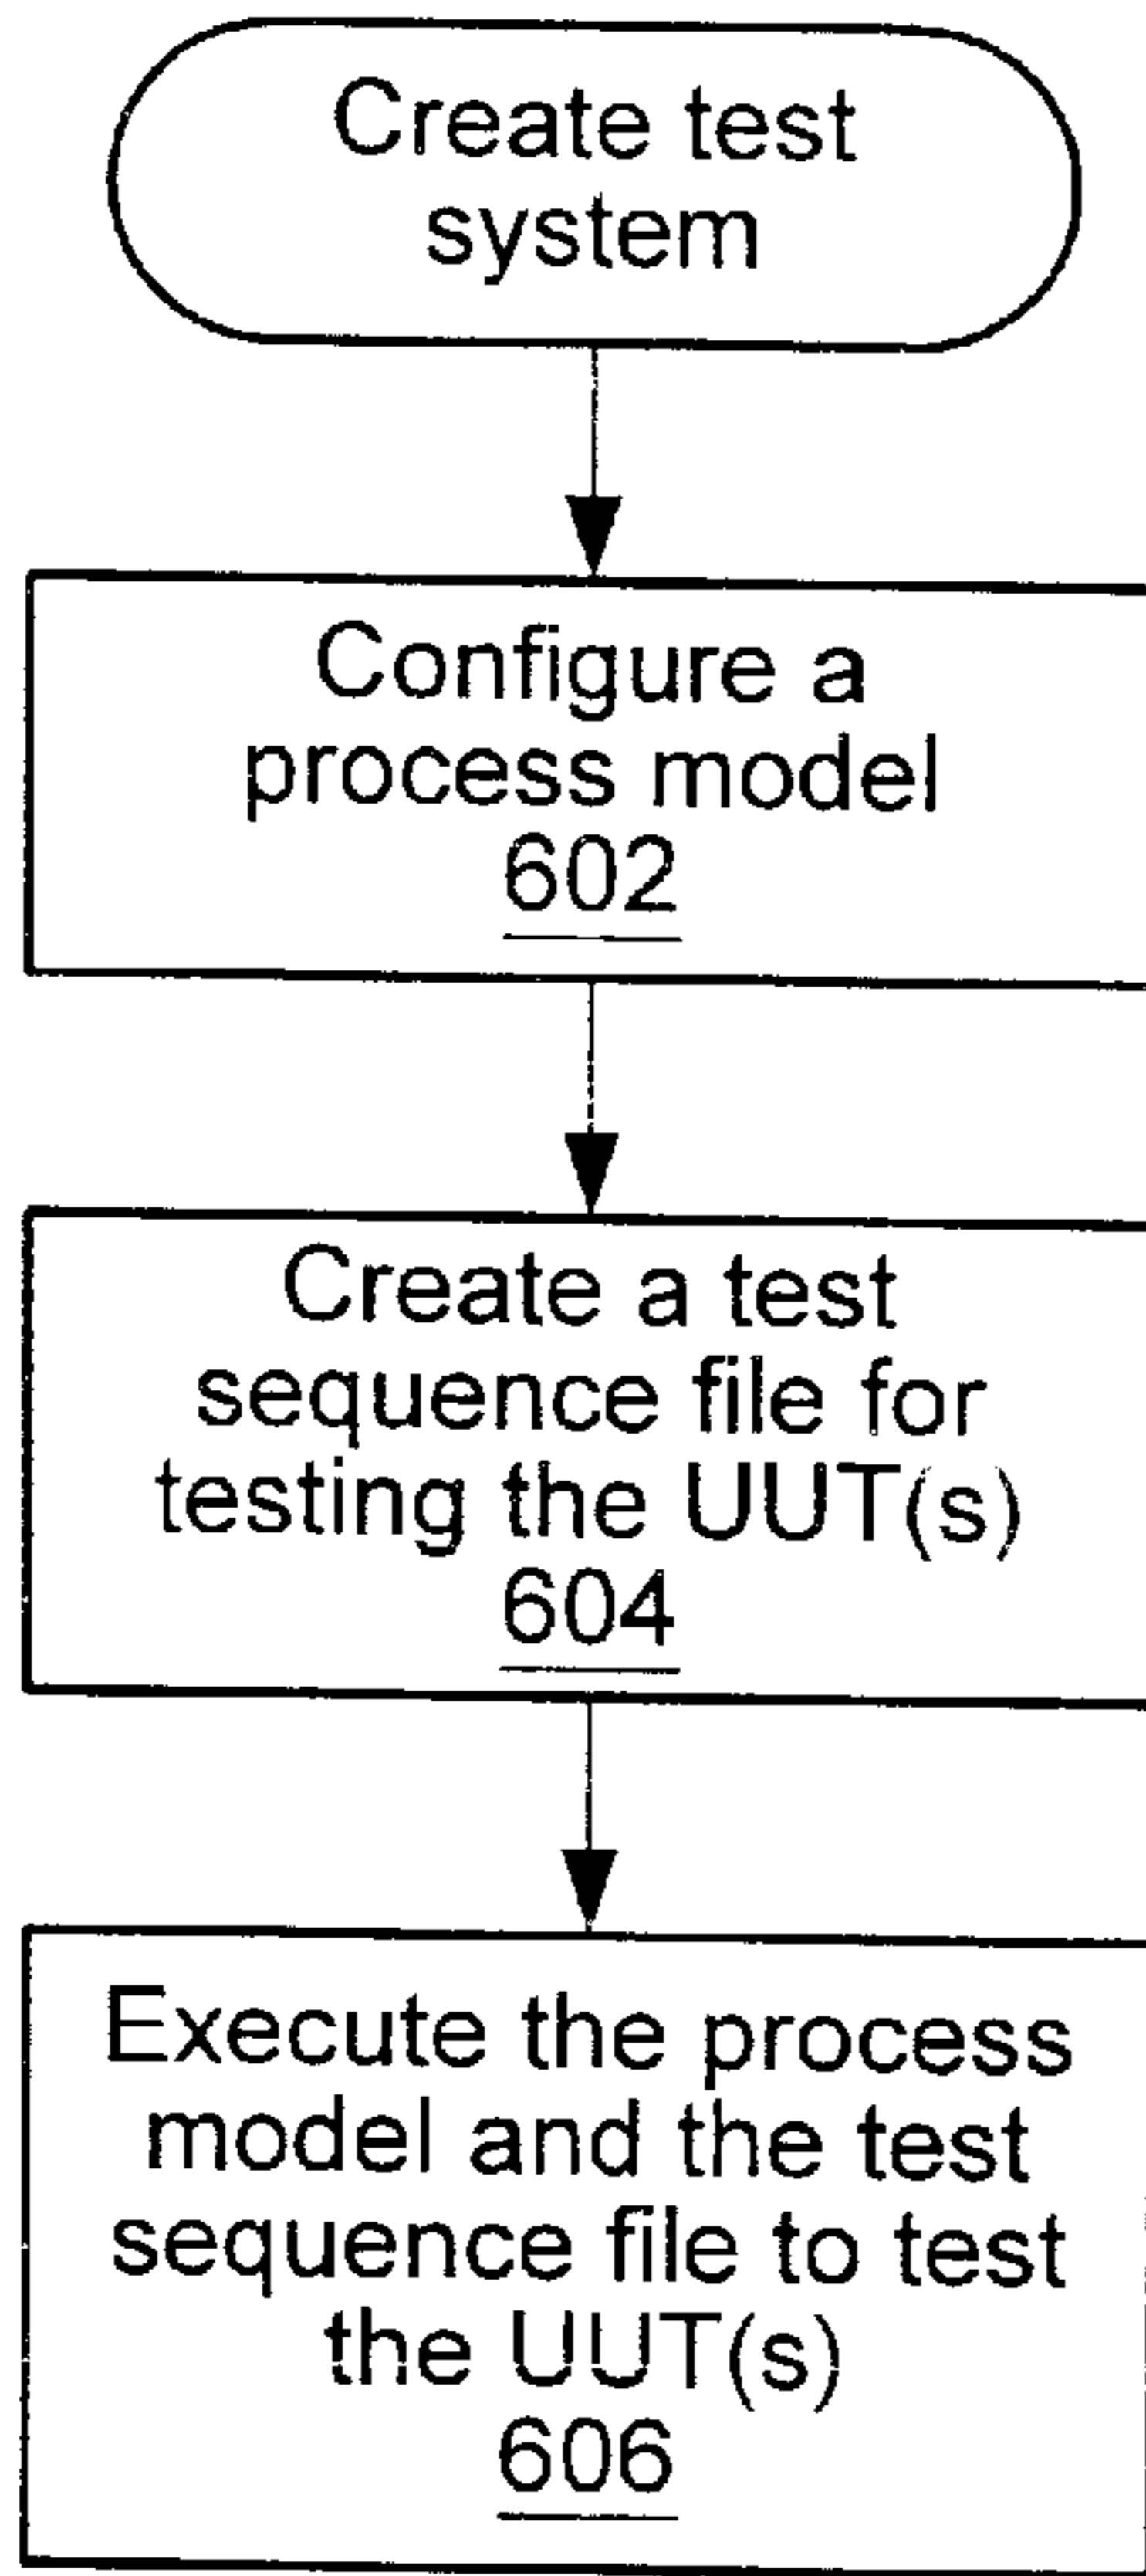 Create test
system
Configure a
process model
602
Create a test
sequence file for
testing the UUT(s)
604
Execute the process
model and the test
sequence file to test
the UUT(s)
606